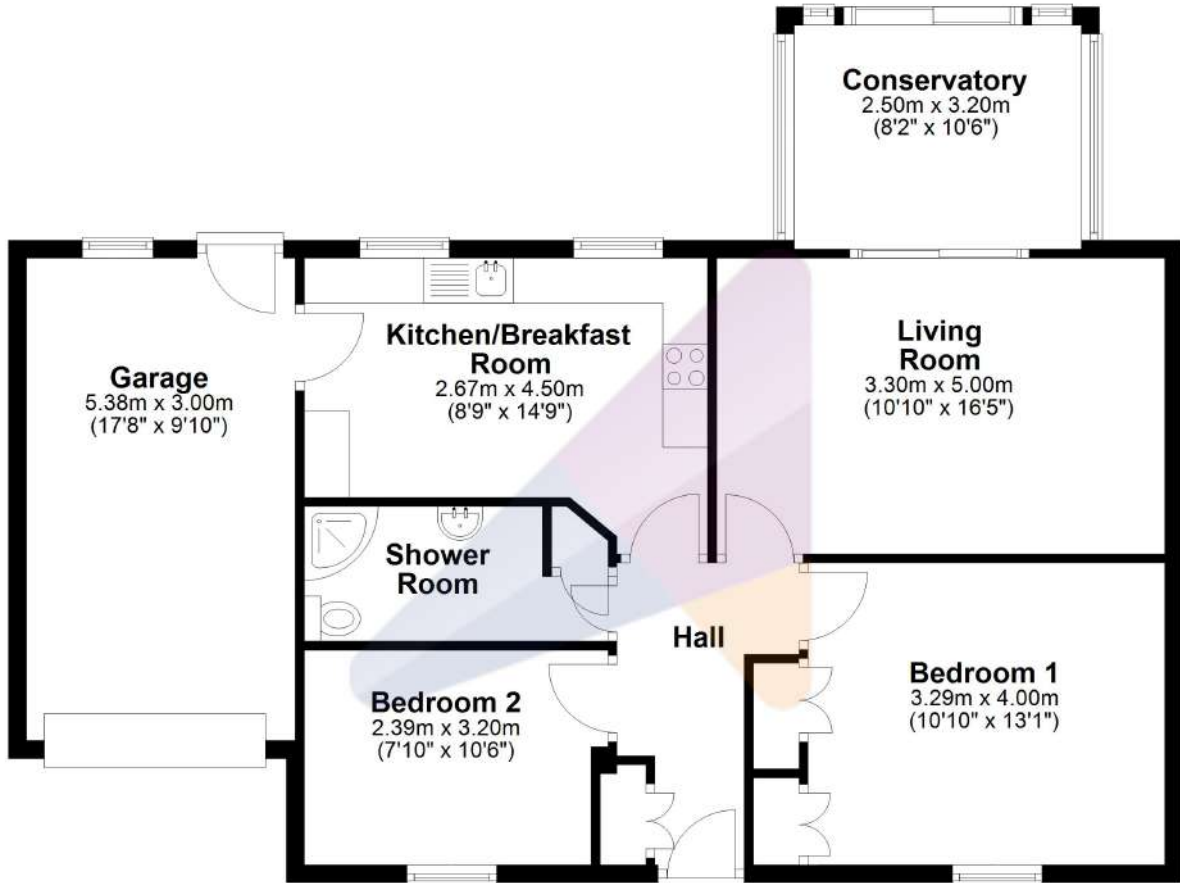 Conservatory
2.50m x 3.20m
(8'2" x 10'6")
Kitchen/Breakfast
Room
2.67m x 4.50m
(8'9" x 14'9")
Living
Room
3.30m x 5.00m
(10'10" x 16'5")
Garage
5.38m x 3.00m
(17'8" x 9'10")
Shower
Room
Hall
Bedroom 1
3.29m x 4.00m
(10'10" x 13'1")
Bedroom 2
2.39m x 3.20m
(7'10" x 10'6")